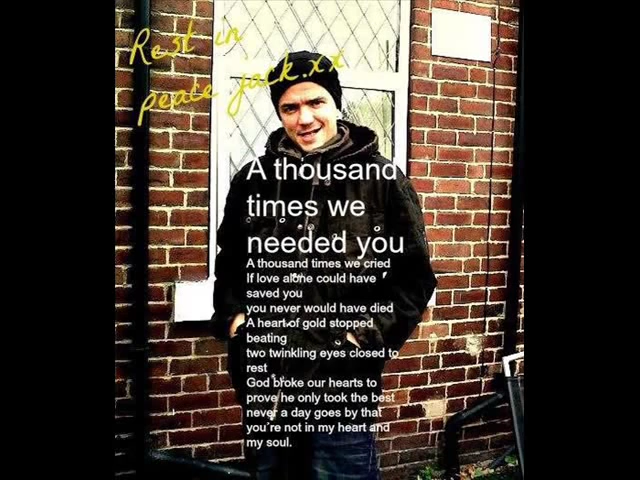 Rest in
peace jack.xx
A thousand
times we
needed you
A thousand times we cried
If love alone could have
saved you
you never would have died
A heart of gold stopped
beating
two twinkling eyes closed to
rest
God broke our hearts to
prove he only took the best
never a day goes by that
you're not in my heart and
my soul.